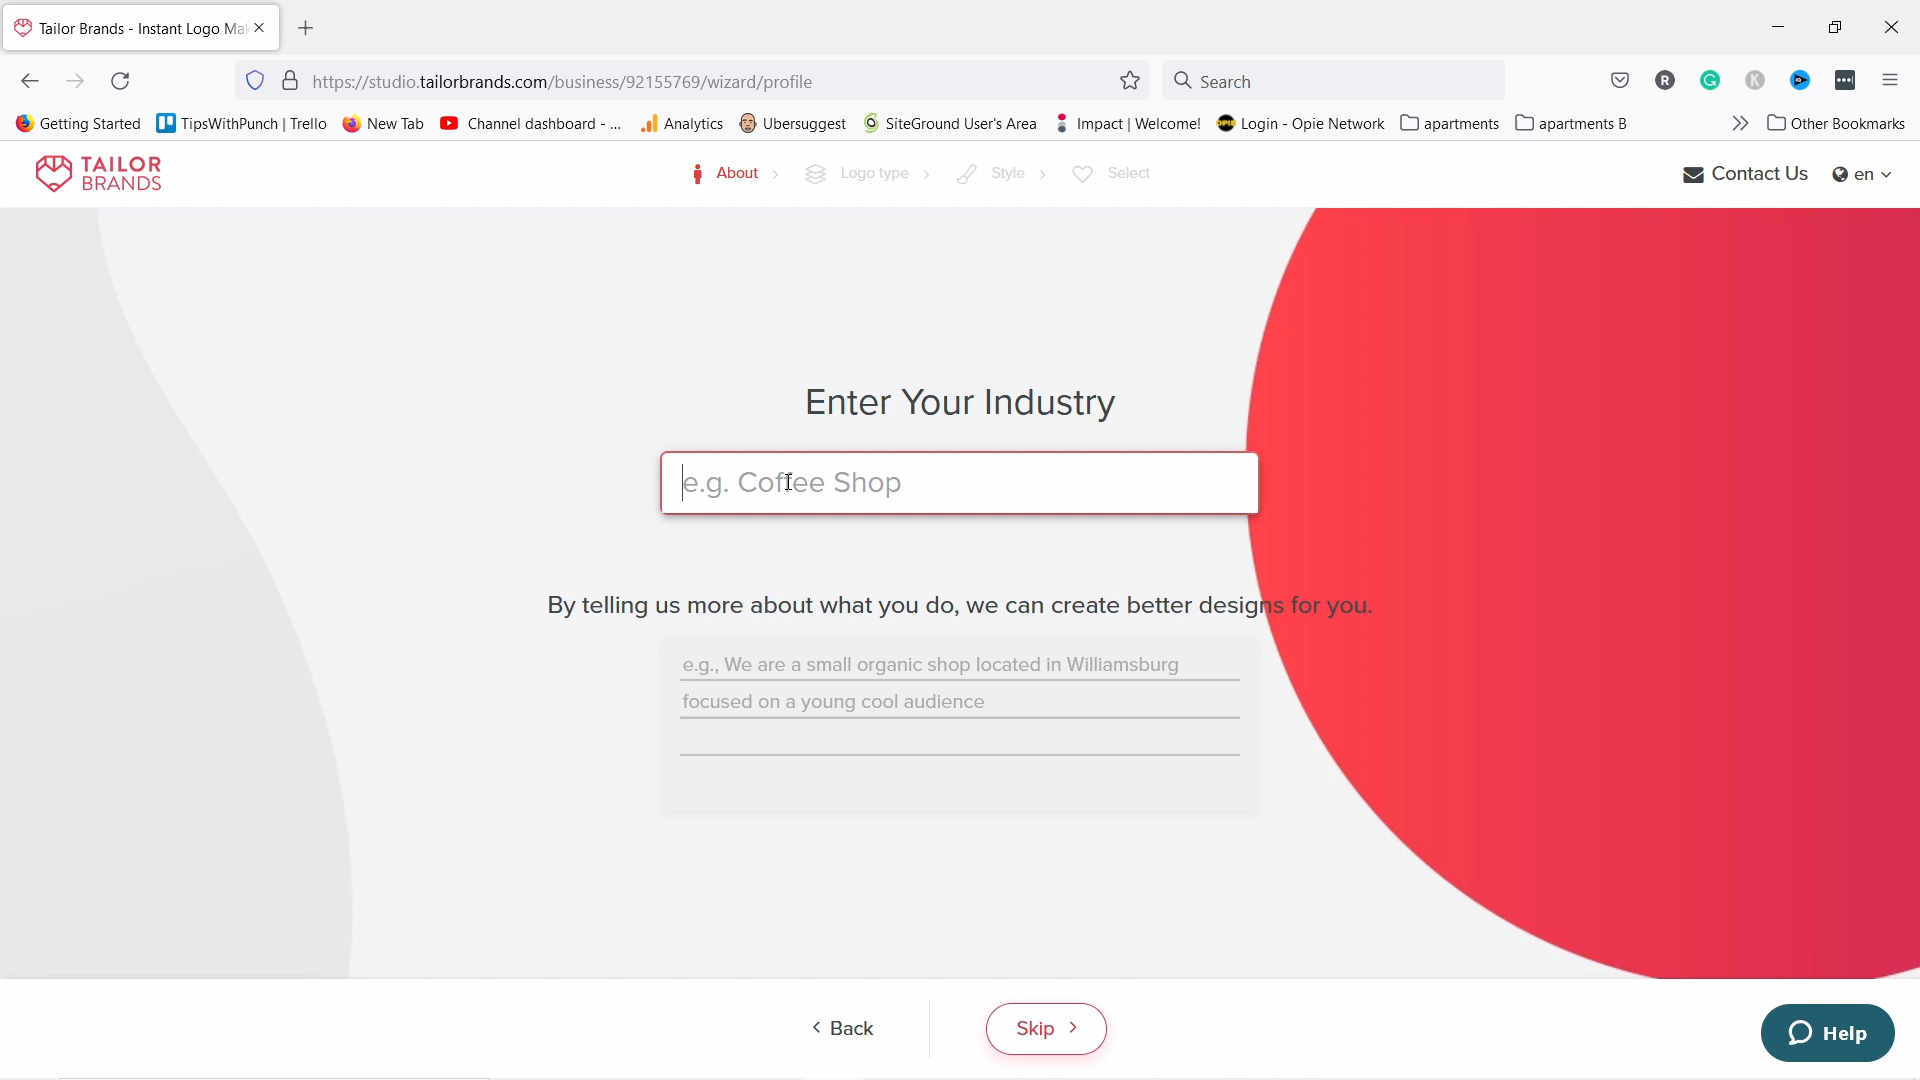 Tailor Brands - Instant Logo Ma
https://studio.tailorbrands.com/business/92155769/wizard/profile
Search
Getting Started
TipsWithPunch | Trello
New Tab
Channel dashboard - ...
Analytics
Ubersuggest
SiteGround User's Area
Impact | Welcome!
Login - Opie Network
apartments
apartments B
Other Bookmarks
TAILOR
BRANDS
About
Logo type
Style
Select
Contact Us
en
Enter Your Industry
e.g. Coffee Shop
By telling us more about what you do, we can create better designs for you.
e.g., We are a small organic shop located in Williamsburg
focused on a young cool audience
Back
Skip
Help